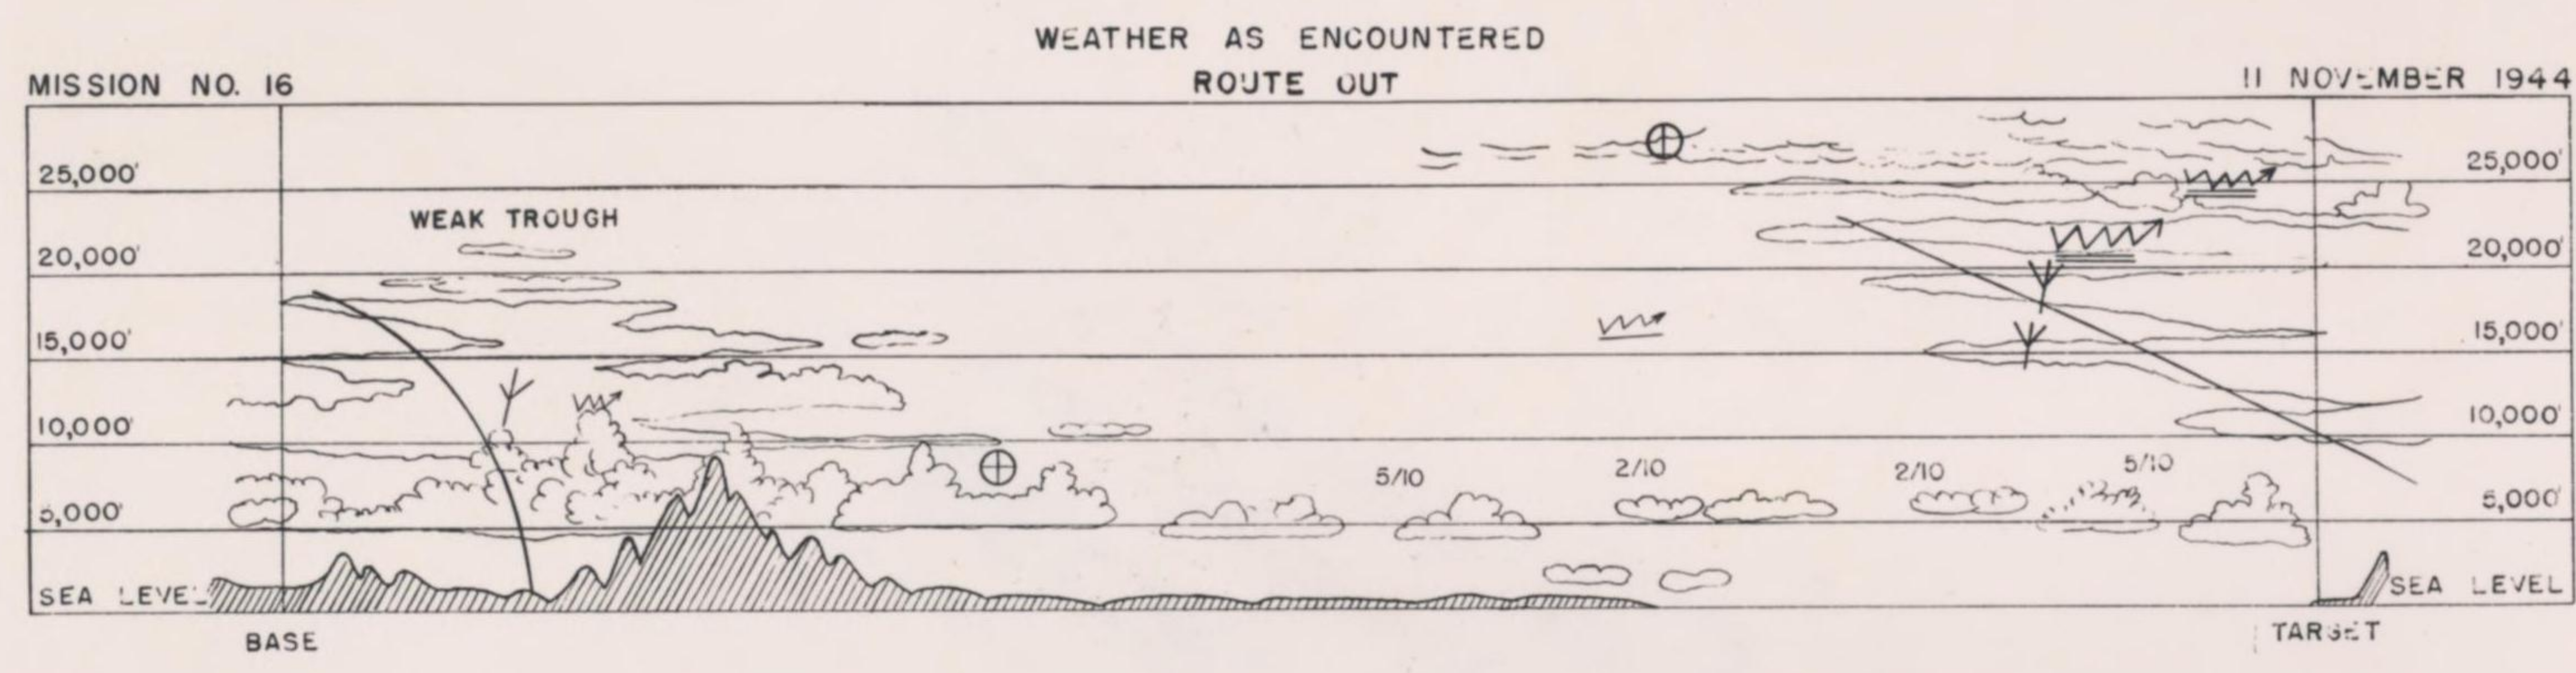 WEATHER AS ENCOUNTERED
MISSION NO. 16 ROUTE OUT 11 NOVEMBER 1944
25,000' 25,000'
WEAK TROUGH
20,000' 20,000'
15,000' 15,000'
10,000' 10,000'
5/10 2/10 2/10 5/10
5,000' 5,000'
SEA LEVEL SEA LEVEL
BASE TARGET